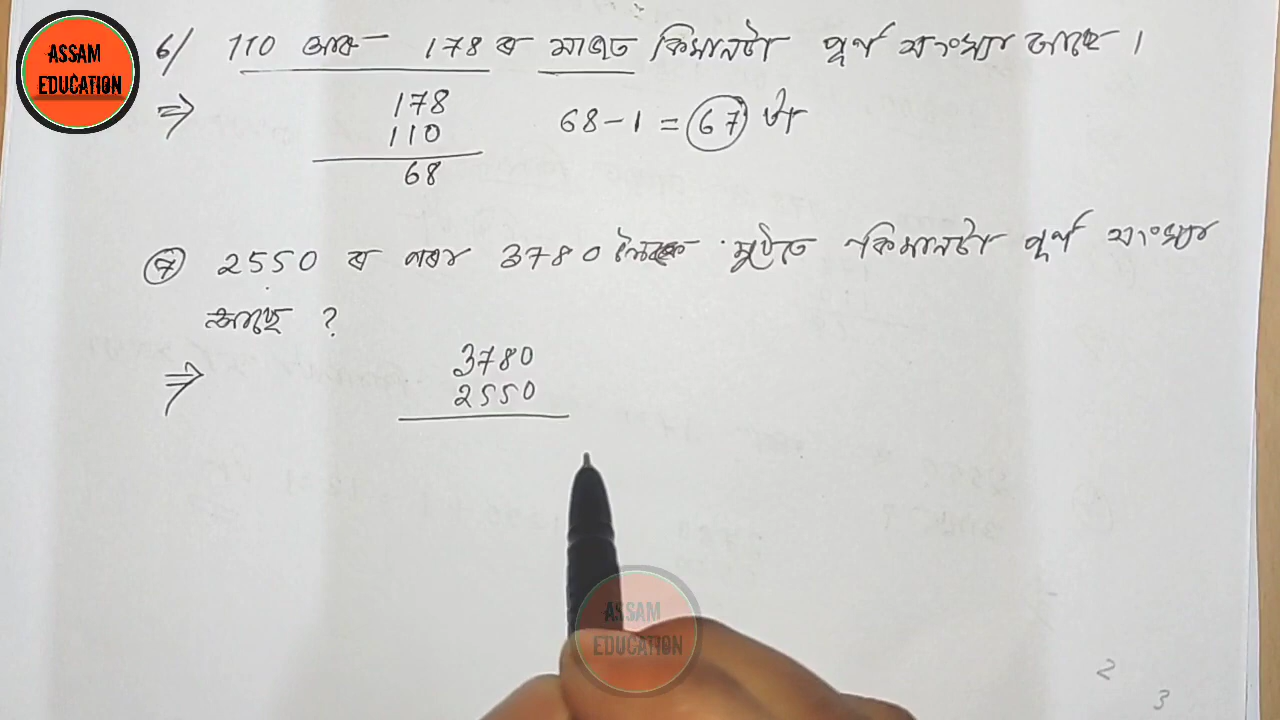 ASSAM
EDUCATION
6/ 110 আৰু 178 ৰ মাজত কিমানটা পূৰ্ণ সংখ্যা আছে।
⇒ 178
110
68
68-1 = 67 টা
৭ 2550 ৰ পৰা 3780 লৈকে মুঠতে কিমানটা পূৰ্ণ সংখ্যা
আছে ?
⇒ 3780
2550
ASSAM
EDUCATION
2
3